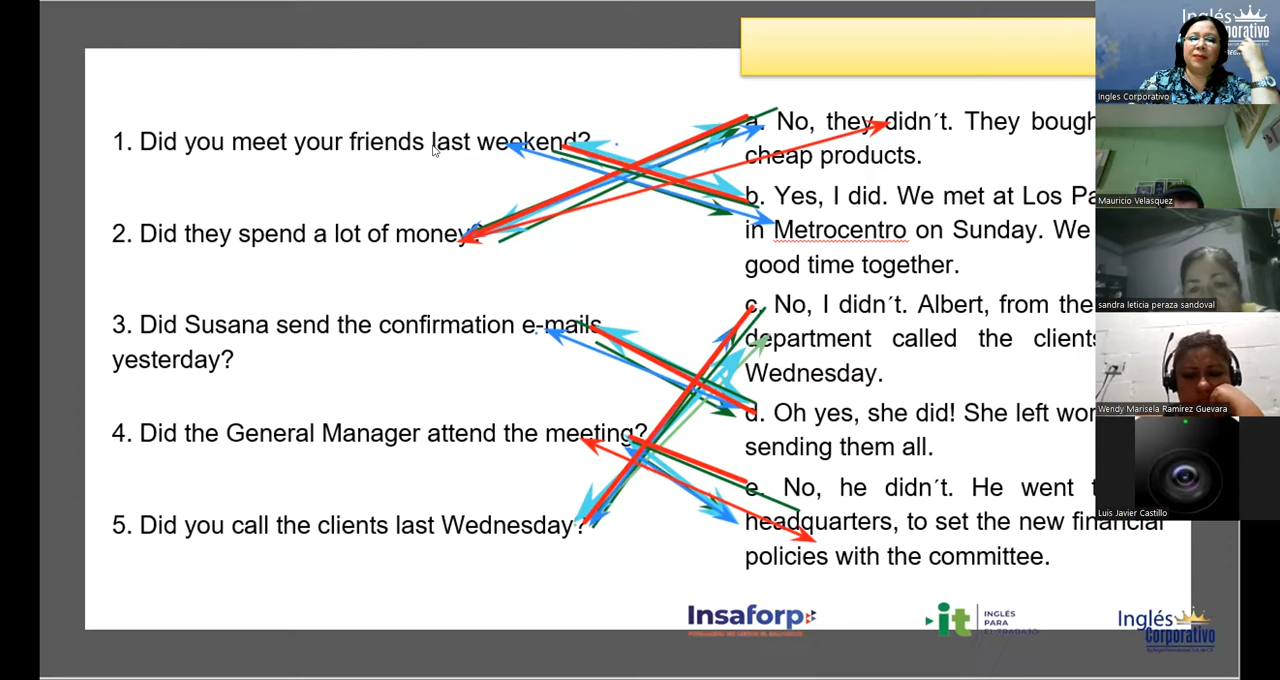 1. Did you meet your friends last weekend?
2. Did they spend a lot of money?
3. Did Susana send the confirmation e-mails
yesterday?
4. Did the General Manager attend the meeting?
5. Did you call the clients last Wednesday?
a. No, they didn´t. They
cheap products.
b. Yes, I did. We met at Los
in Metrocentro on Sunday. We
good time together.
c. No, I didn´t. Albert, from the
department called the clients
Wednesday.
d. Oh yes, she did! She left
sending them all.
e. No, he didn´t. He went
headquarters, to set the new financial
policies with the committee.
Insaforp
it
INGLÉS
PARA
EL TRABAJO
Inglés
Corporativo
Inglés
Ingles Corporativo
Mauricio Velasquez
sandra leticia peraza sandoval
Wendy Marisela Ramirez Guevara
Luis Javier Castillo